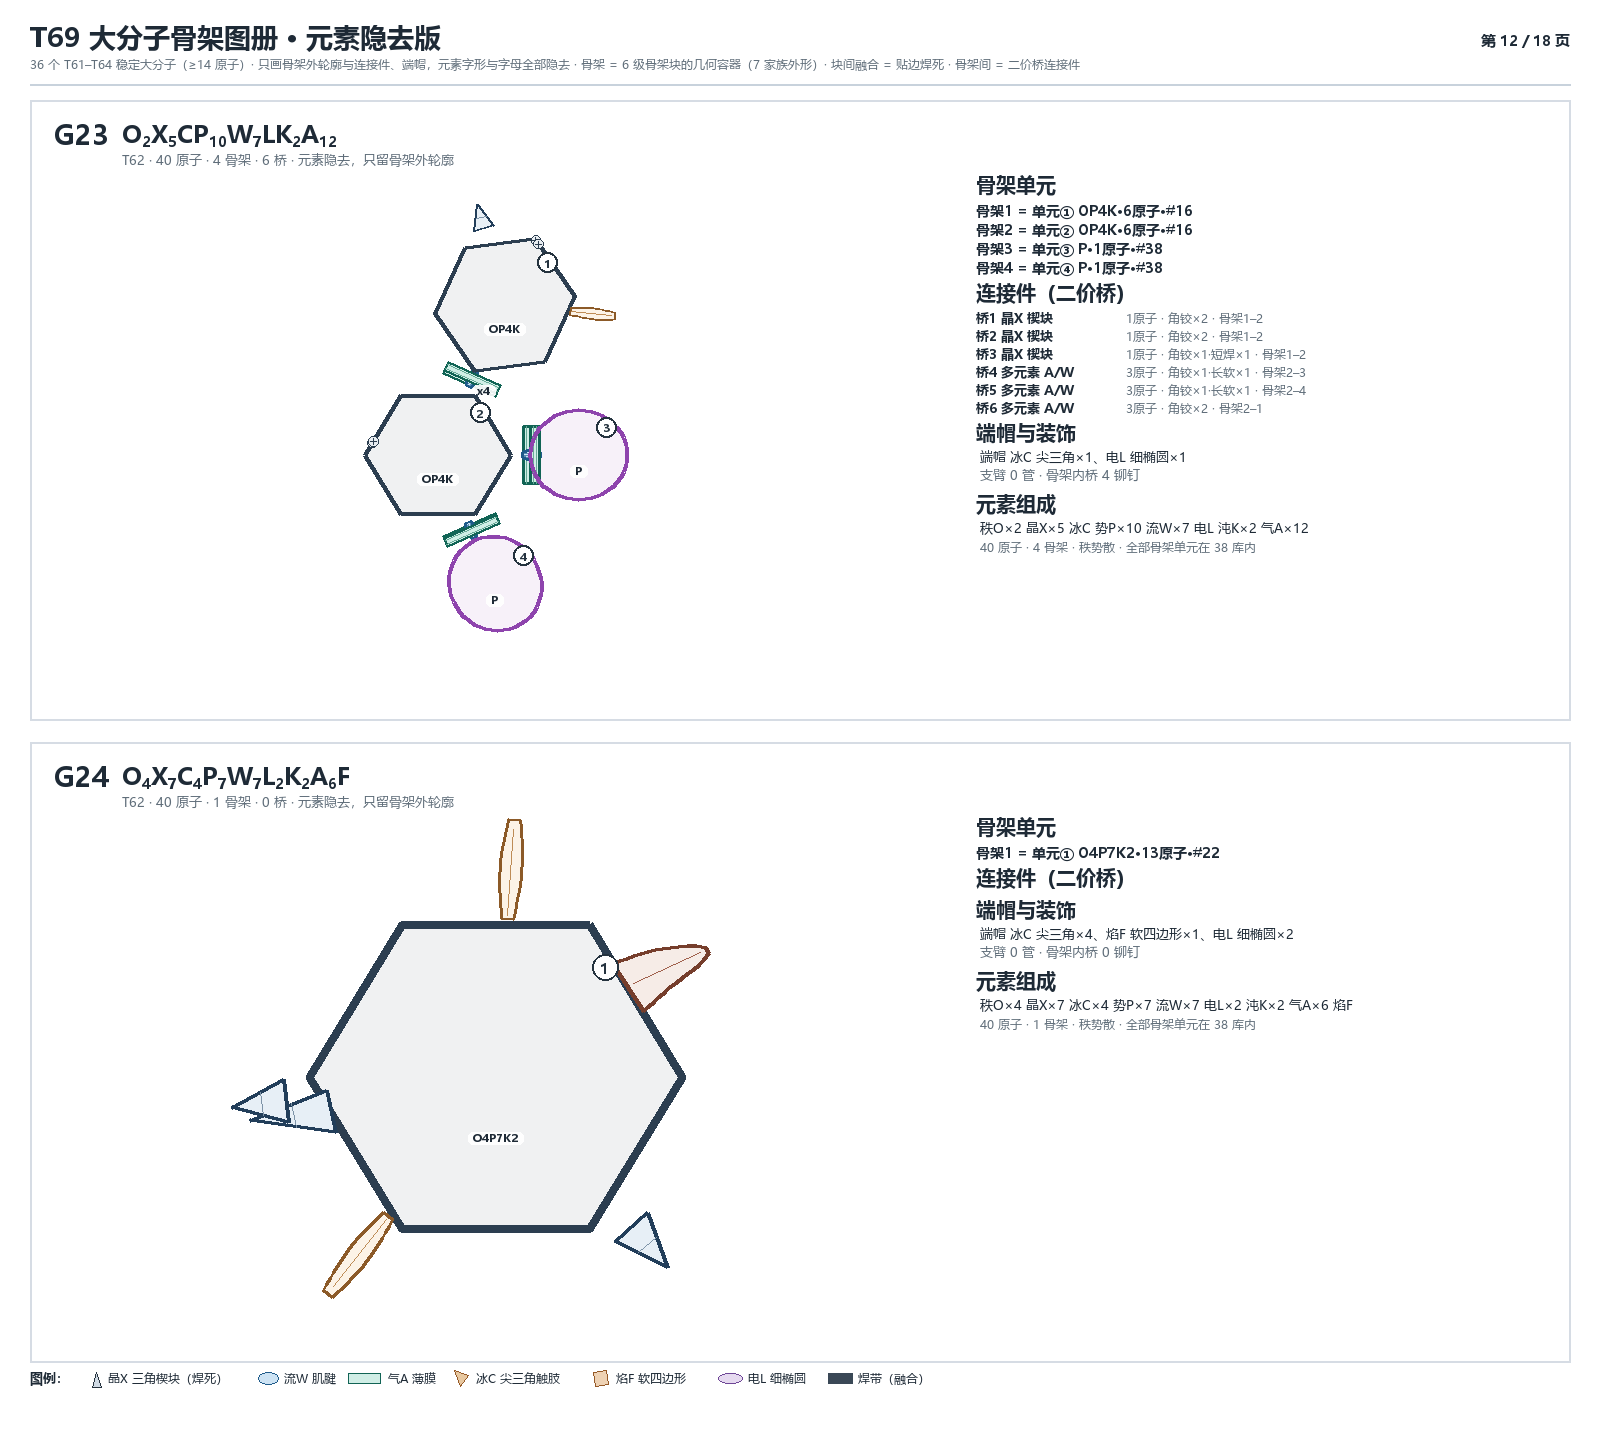 T69 大分子骨架图册 • 元素隐去版
第 12 / 18 页
36 个 T61–T64 稳定大分子（≥14 原子）· 只画骨架外轮廓与连接件、端帽，元素字形与字母全部隐去 · 骨架 = 6 级骨架块的几何容器（7 家族外形）· 块间融合 = 贴边焊死 · 骨架间 = 二价桥连接件
G23 O₂X₅CP₁₀W₇LK₂A₁₂
T62 · 40 原子 · 4 骨架 · 6 桥 · 元素隐去，只留骨架外轮廓
1
OP4K
x4
2
OP4K
3
P
4
P
骨架单元
骨架1 = 单元① OP4K•6原子•#16
骨架2 = 单元② OP4K•6原子•#16
骨架3 = 单元③ P•1原子•#38
骨架4 = 单元④ P•1原子•#38
连接件（二价桥）
桥1 晶X 楔块 1原子 · 角铰×2 · 骨架1–2
桥2 晶X 楔块 1原子 · 角铰×2 · 骨架1–2
桥3 晶X 楔块 1原子 · 角铰×1·短焊×1 · 骨架1–2
桥4 多元素 A/W 3原子 · 角铰×1·长软×1 · 骨架2–3
桥5 多元素 A/W 3原子 · 角铰×1·长软×1 · 骨架2–4
桥6 多元素 A/W 3原子 · 角铰×2 · 骨架2–1
端帽与装饰
端帽 冰C 尖三角×1、电L 细椭圆×1
支臂 0 管 · 骨架内桥 4 铆钉
元素组成
秩O×2 晶X×5 冰C 势P×10 流W×7 电L 沌K×2 气A×12
40 原子 · 4 骨架 · 秩势散 · 全部骨架单元在 38 库内
G24 O₄X₇C₄P₇W₇L₂K₂A₆F
T62 · 40 原子 · 1 骨架 · 0 桥 · 元素隐去，只留骨架外轮廓
1
O4P7K2
骨架单元
骨架1 = 单元① O4P7K2•13原子•#22
连接件（二价桥）
端帽与装饰
端帽 冰C 尖三角×4、焰F 软四边形×1、电L 细椭圆×2
支臂 0 管 · 骨架内桥 0 铆钉
元素组成
秩O×4 晶X×7 冰C×4 势P×7 流W×7 电L×2 沌K×2 气A×6 焰F
40 原子 · 1 骨架 · 秩势散 · 全部骨架单元在 38 库内
图例： 晶X 三角楔块（焊死） 流W 肌腱 气A 薄膜 冰C 尖三角触肢 焰F 软四边形 电L 细椭圆 焊带（融合）